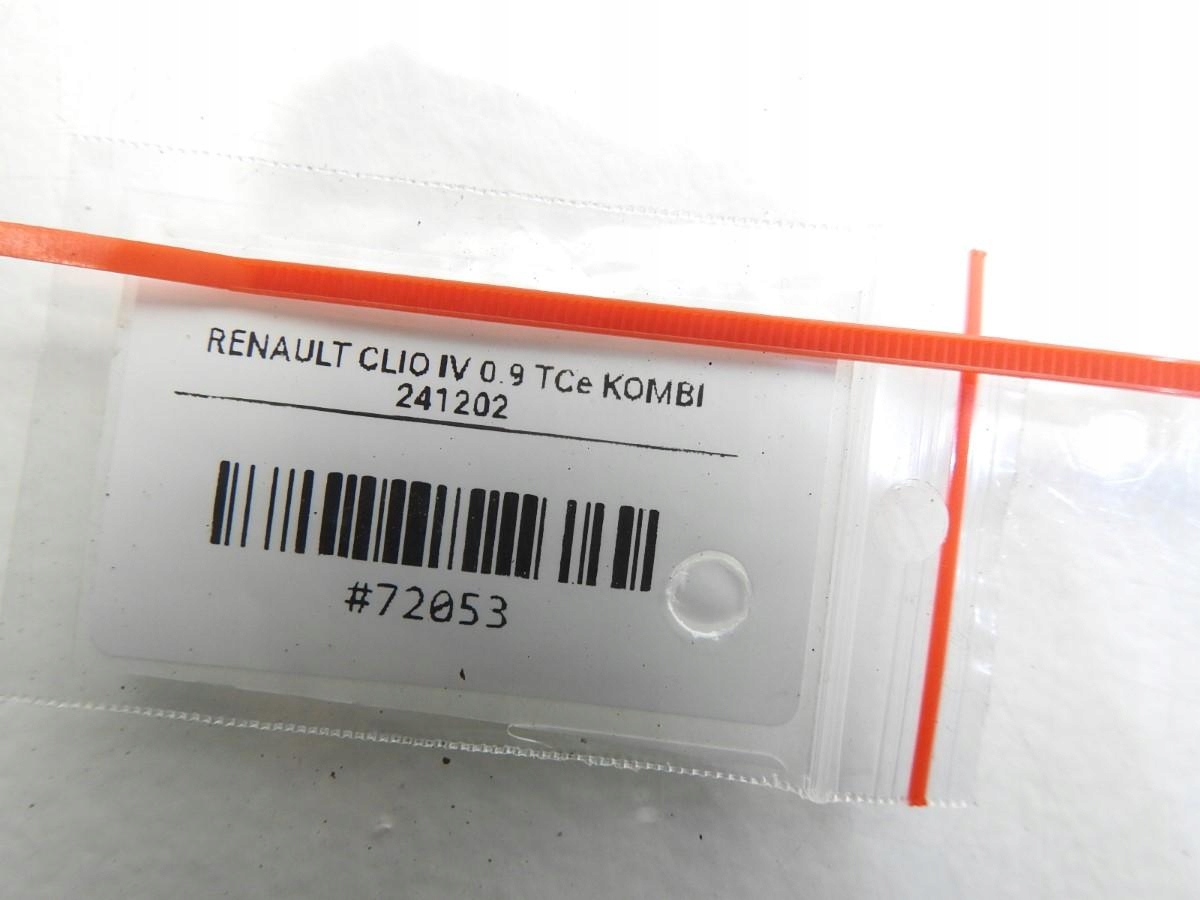 RENAULT CLIO IV 0.9 TCe KOMBI
241202
#72053